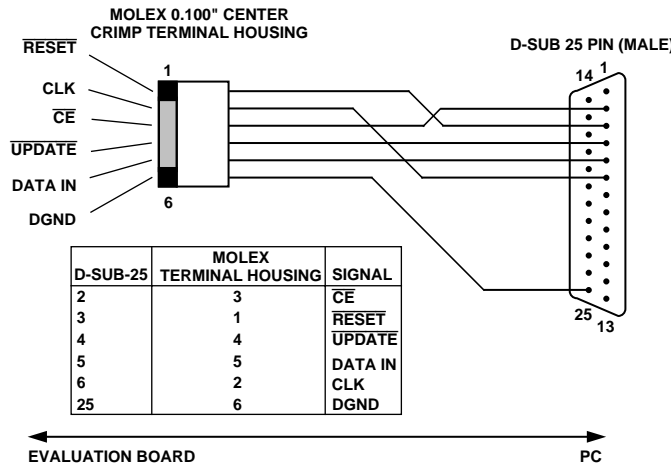 MOLEX 0.100" CENTER
CRIMP TERMINAL HOUSING
D-SUB 25 PIN (MALE)
RESET
CLK
CE
UPDATE
DATA IN
DGND
1
6
14 1
25
13
D-SUB-25 MOLEX TERMINAL HOUSING SIGNAL
2 3 CE
3 1 RESET
4 4 UPDATE
5 5 DATA IN
6 2 CLK
25 6 DGND
EVALUATION BOARD PC